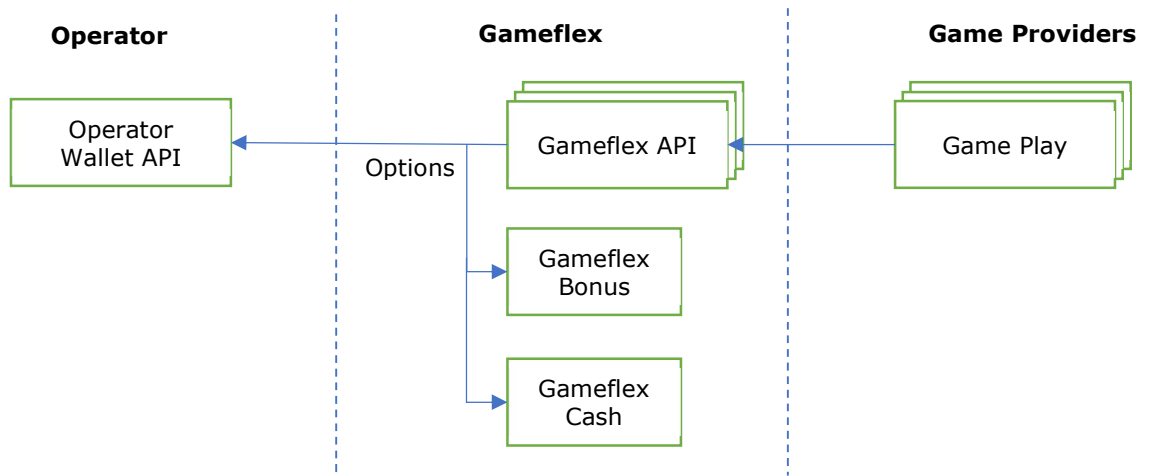 Operator
Gameflex
Game Providers
Operator
Wallet API
Options
Gameflex API
Game Play
Gameflex
Bonus
Gameflex
Cash